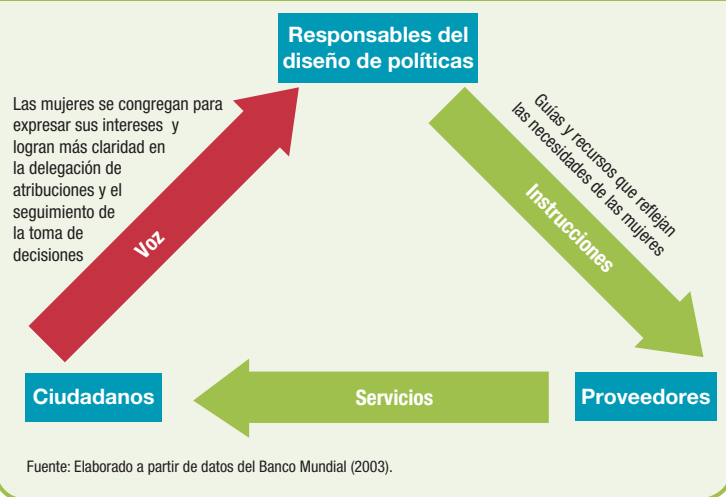 Responsables del
diseño de políticas
Las mujeres se congregan para
expresar sus intereses y
logran más claridad en
la delegación de
atribuciones y el
seguimiento de
la toma de
decisiones
Voz
Guías y recursos que reflejan
las necesidades de las mujeres
Instrucciones
Ciudadanos
Servicios
Proveedores
Fuente: Elaborado a partir de datos del Banco Mundial (2003).